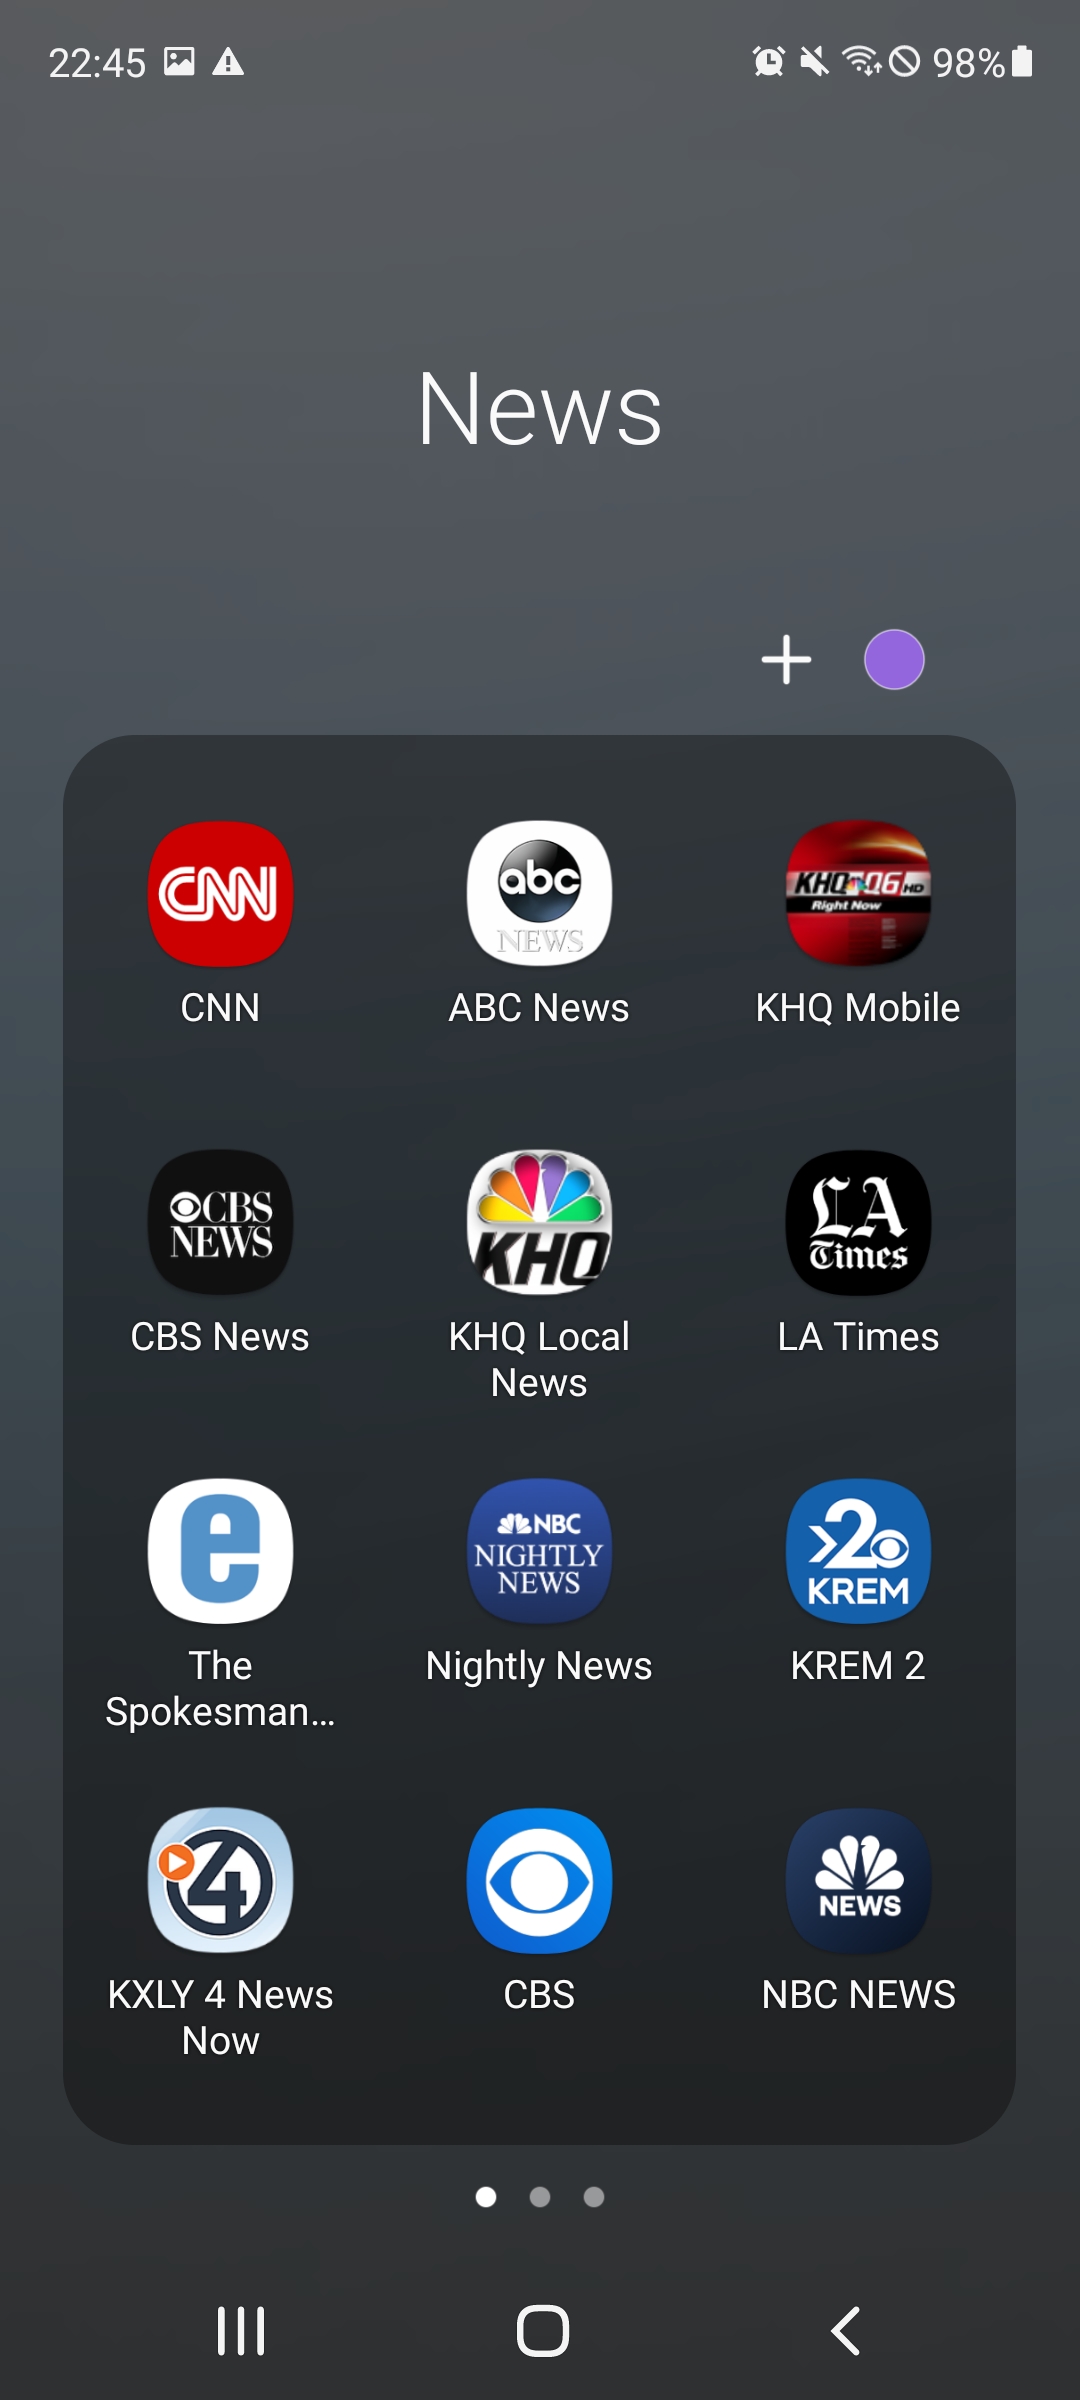 22:45 98%
News
CNN abc NEWS KHQ Q6 HD Right Now
CNN ABC News KHQ Mobile
CBS NEWS KHQ LA Times
CBS News KHQ Local News LA Times
e NBC NIGHTLY NEWS 2 KREM
The Spokesman... Nightly News KREM 2
4 NEWS
KXLY 4 News Now CBS NBC NEWS